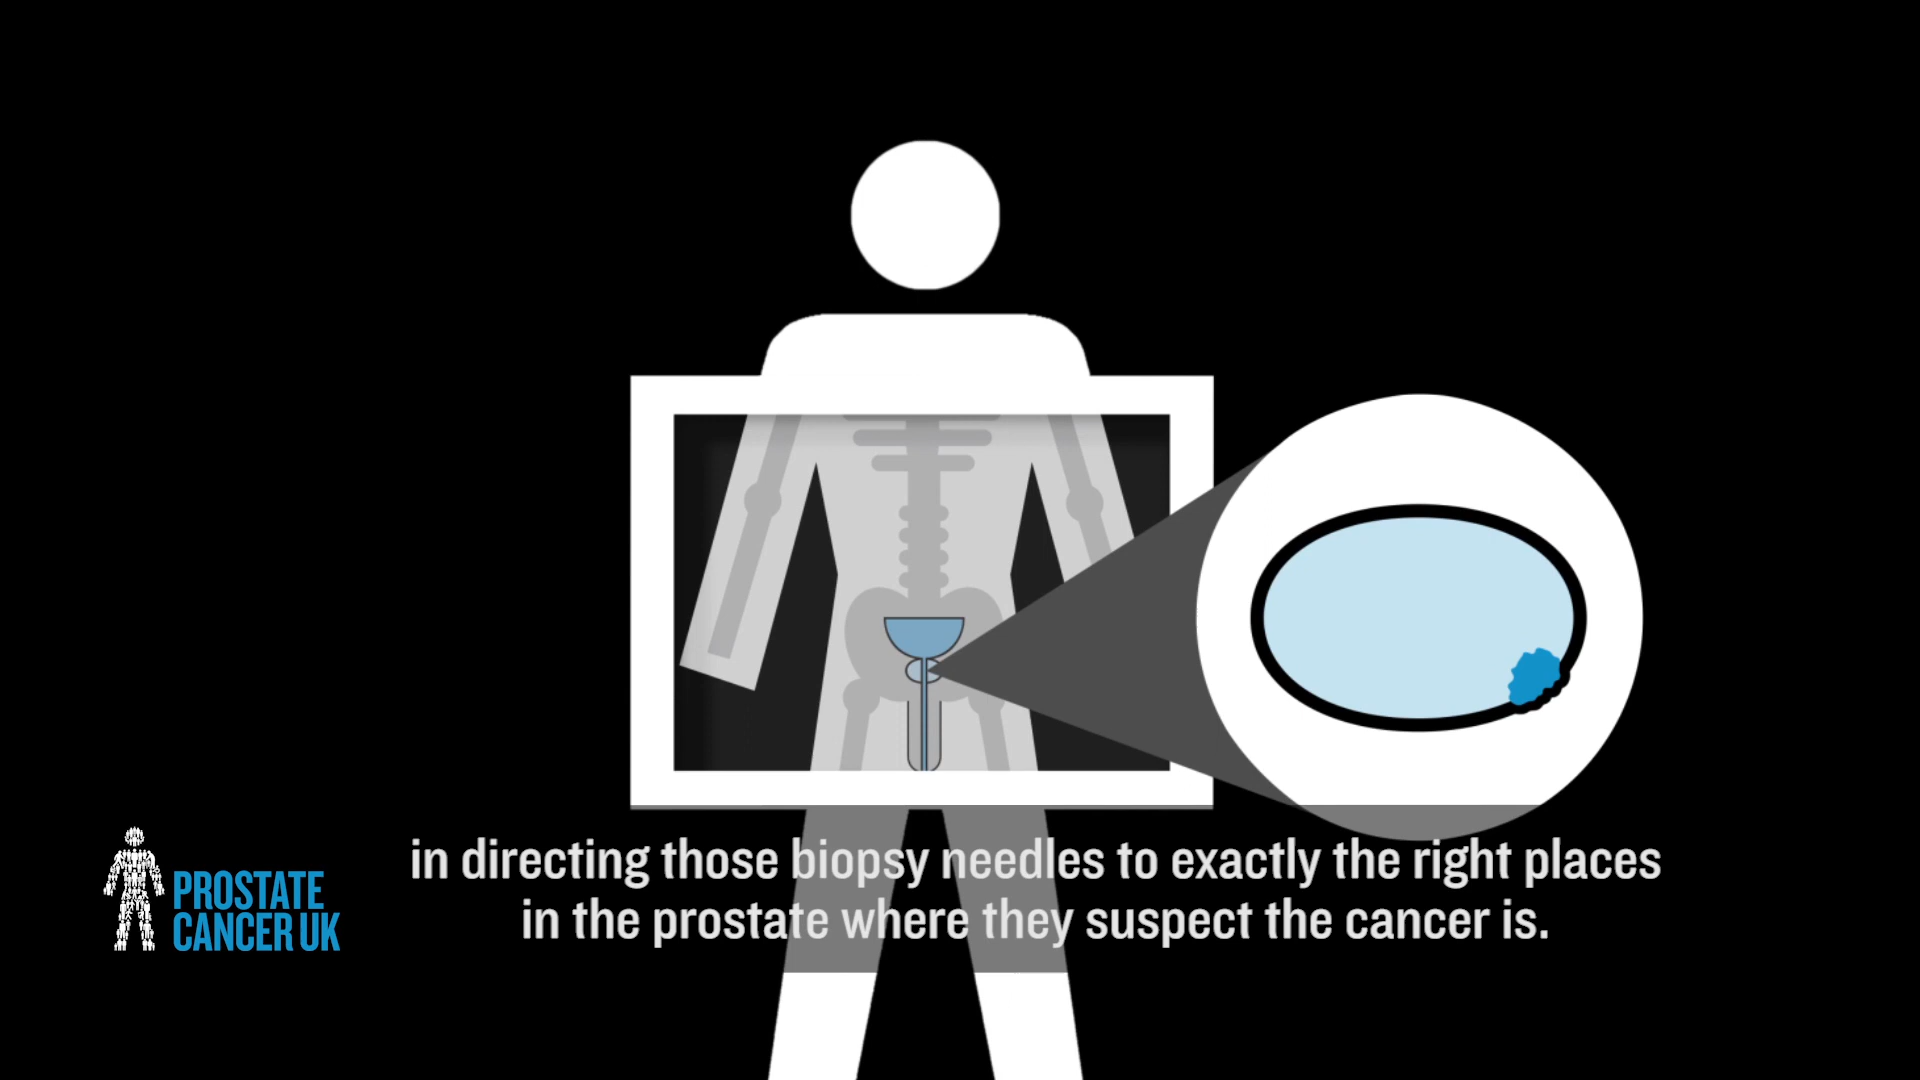 in directing those biopsy needles to exactly the right places
in the prostate where they suspect the cancer is.
PROSTATE
CANCER UK